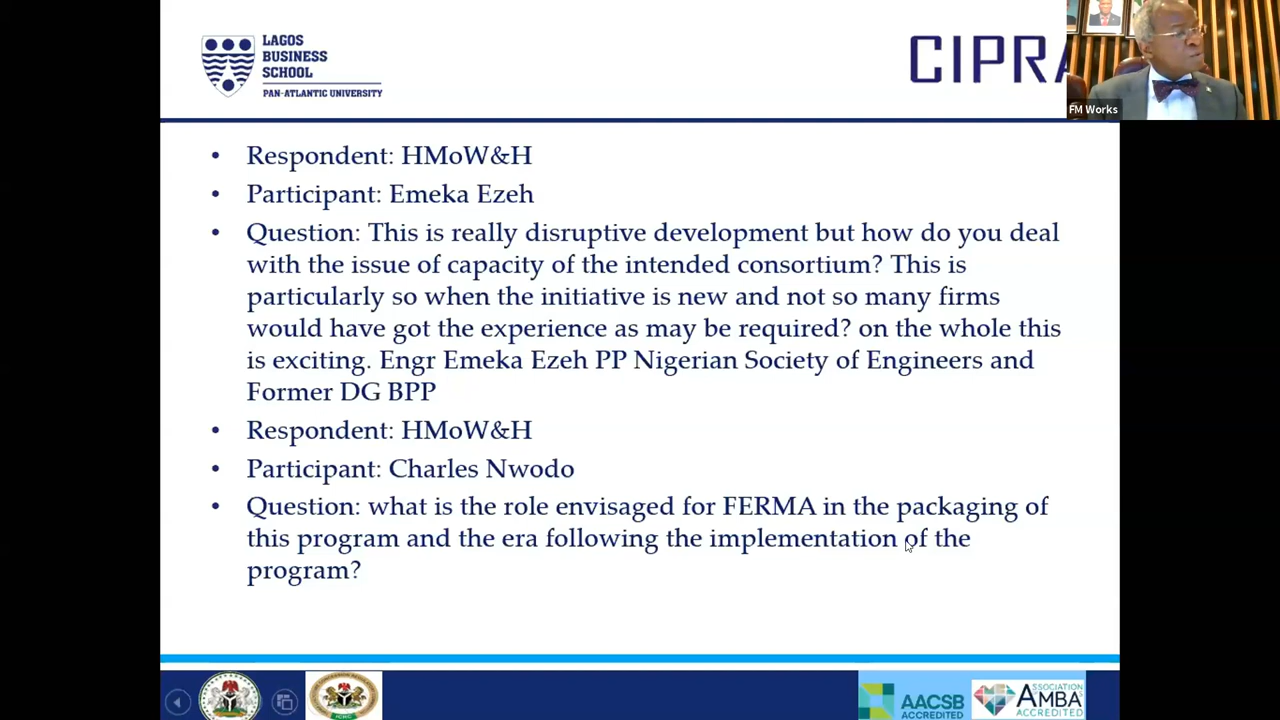 LAGOS
BUSINESS
SCHOOL
PAN-ATLANTIC UNIVERSITY
CIPRA
FM Works
• Respondent: HMoW&H
• Participant: Emeka Ezeh
• Question: This is really disruptive development but how do you deal
with the issue of capacity of the intended consortium? This is
particularly so when the initiative is new and not so many firms
would have got the experience as may be required? on the whole this
is exciting. Engr Emeka Ezeh PP Nigerian Society of Engineers and
Former DG BPP
• Respondent: HMoW&H
• Participant: Charles Nwodo
• Question: what is the role envisaged for FERMA in the packaging of
this program and the era following the implementation of the
program?
AACSB
ACCREDITED
ASSOCIATION
AMBA
ACCREDITED